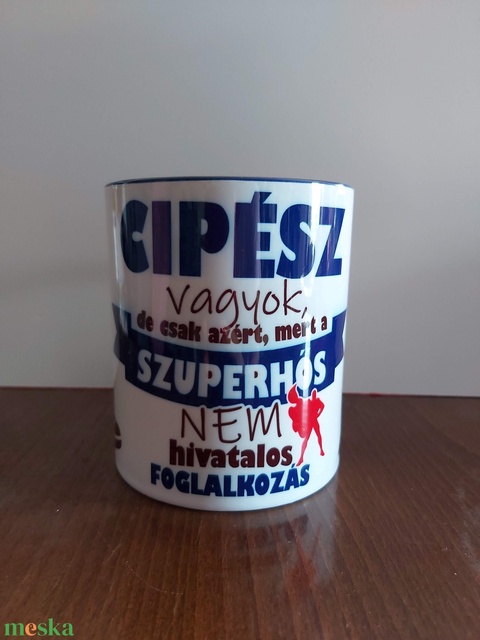 CIPÉSZ
vagyok,
de csak azért, mert a
SZUPERHŐS
NEM
hivatalos
FOGLALKOZÁS
meska